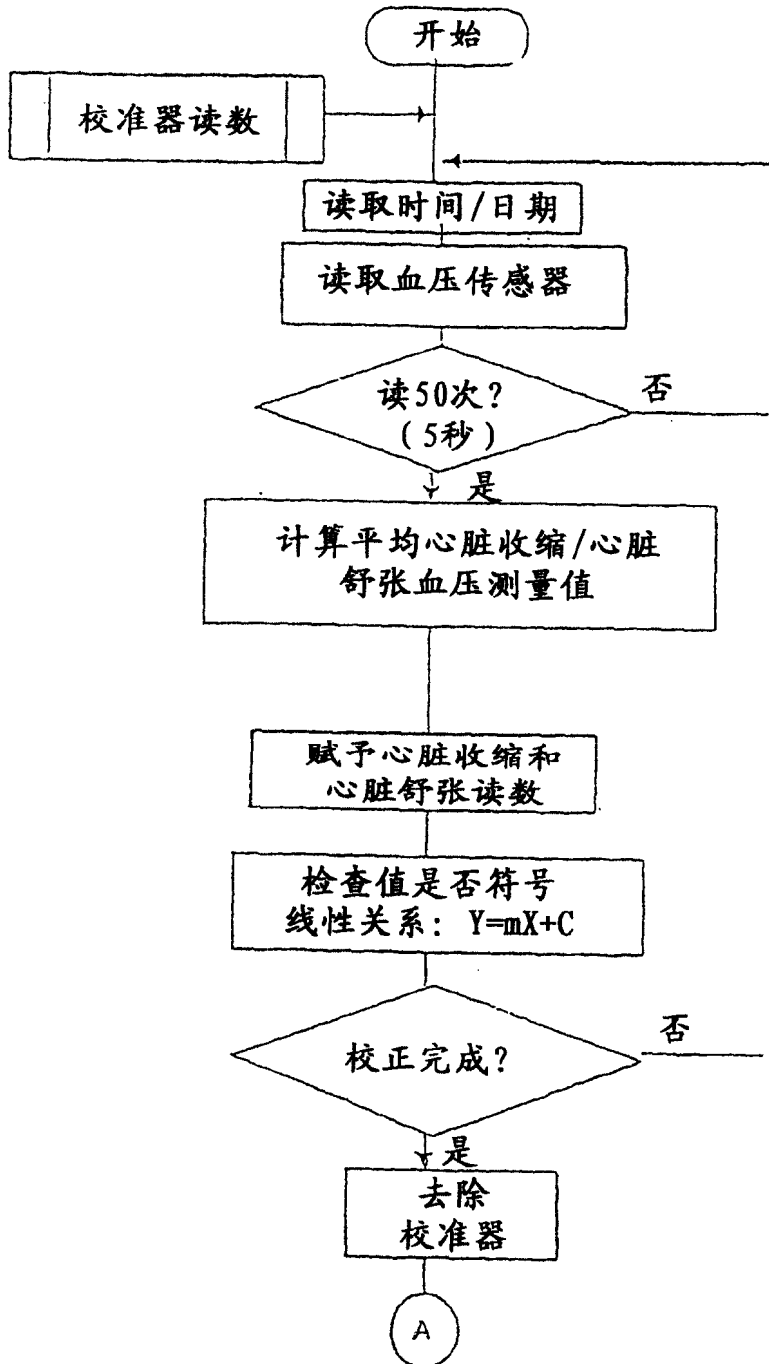 开始
校准器读数
读取时间/日期
读取血压传感器
读50次?
(5秒)
否
是
计算平均心脏收缩/心脏
舒张血压测量值
赋予心脏收缩和
心脏舒张读数
检查值是否符号
线性关系: Y=mX+C
校正完成?
否
是
去除
校准器
A